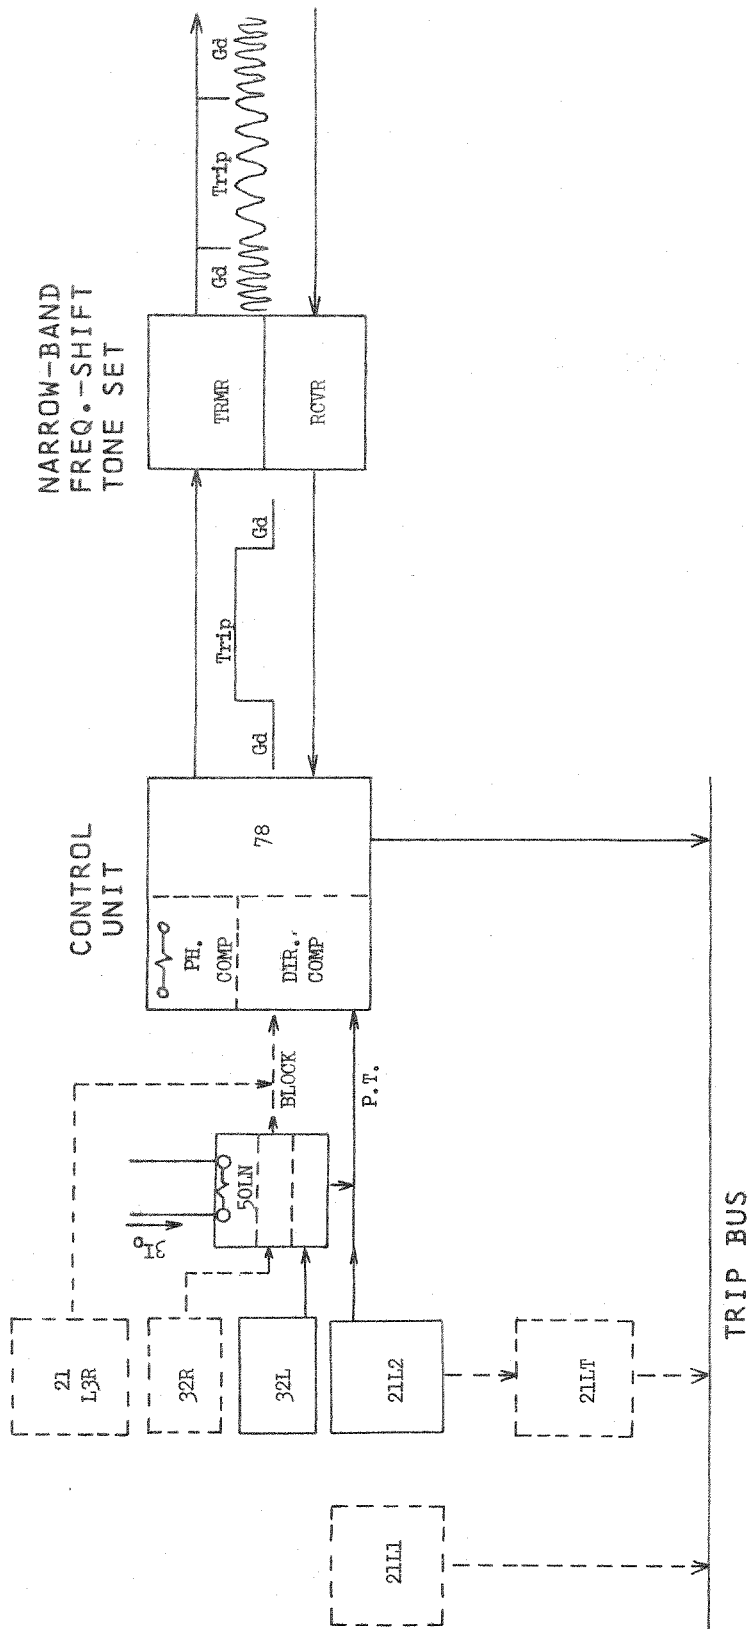 NARROW-BAND
FREQ.-SHIFT
TONE SET
CONTROL
UNIT
Gd
Trip
Gd
TRMR
RCVR
Gd
Trip
Gd
78
PH.
COMP
DIR.
COMP
BLOCK
P.T.
3I₀
50LN
21
L3R
32R
32L
21L2
21LT
21L1
TRIP BUS